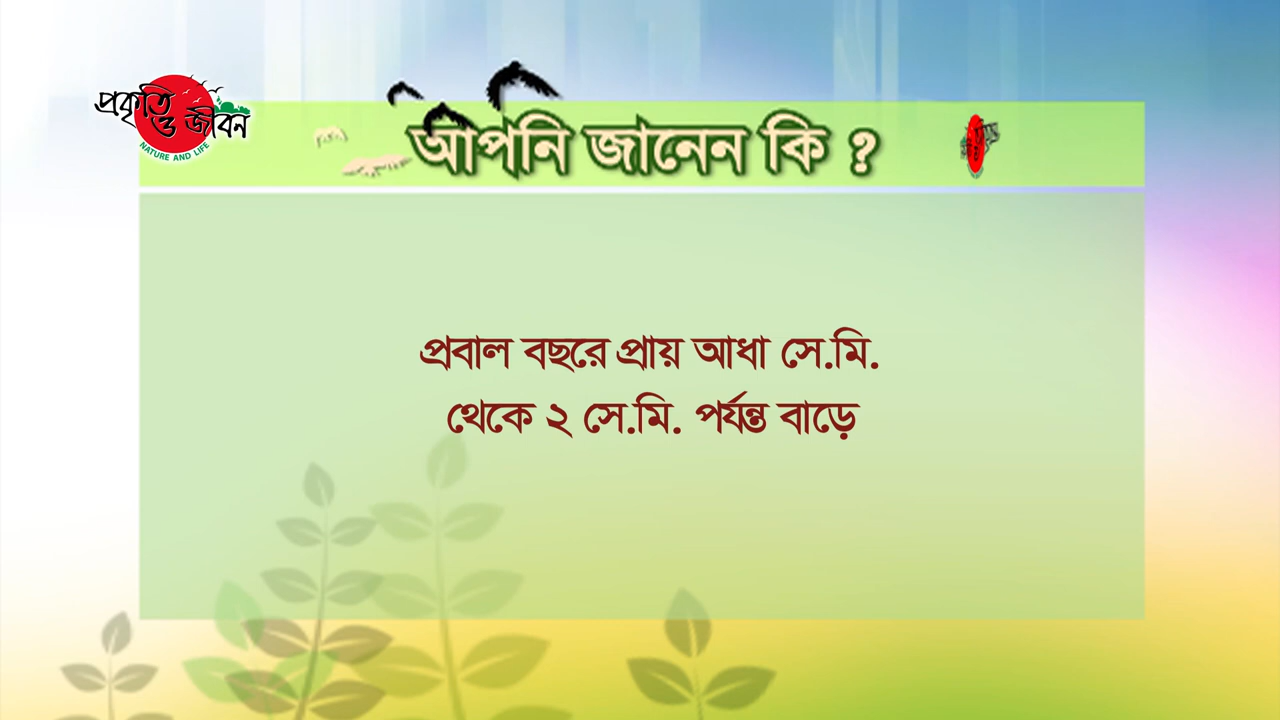 প্রকৃতি ও জীবন
NATURE AND LIFE
আপনি জানেন কি ?
প্রবাল বছরে প্রায় আধা সে.মি.
থেকে ২ সে.মি. পর্যন্ত বাড়ে